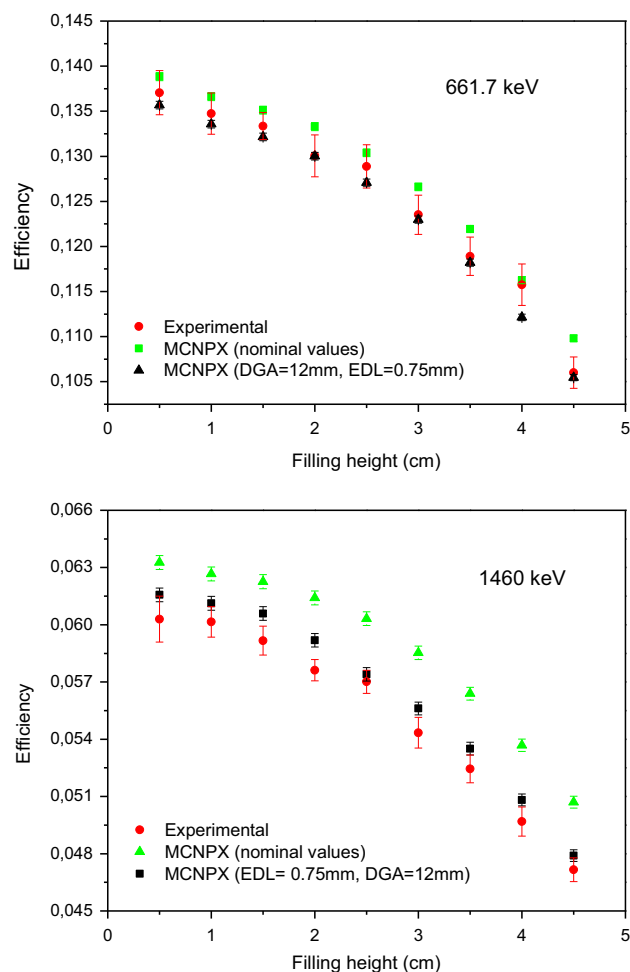 0,145
0,140
0,135
0,130
0,125
0,120
0,115
0,110
0,105
Efficiency
661.7 keV
Experimental
MCNPX (nominal values)
MCNPX (DGA=12mm, EDL=0.75mm)
0 1 2 3 4 5
Filling height (cm)
0,066
0,063
0,060
0,057
0,054
0,051
0,048
0,045
Efficiency
1460 keV
Experimental
MCNPX (nominal values)
MCNPX (EDL= 0.75mm, DGA=12mm)
0 1 2 3 4 5
Filling height (cm)